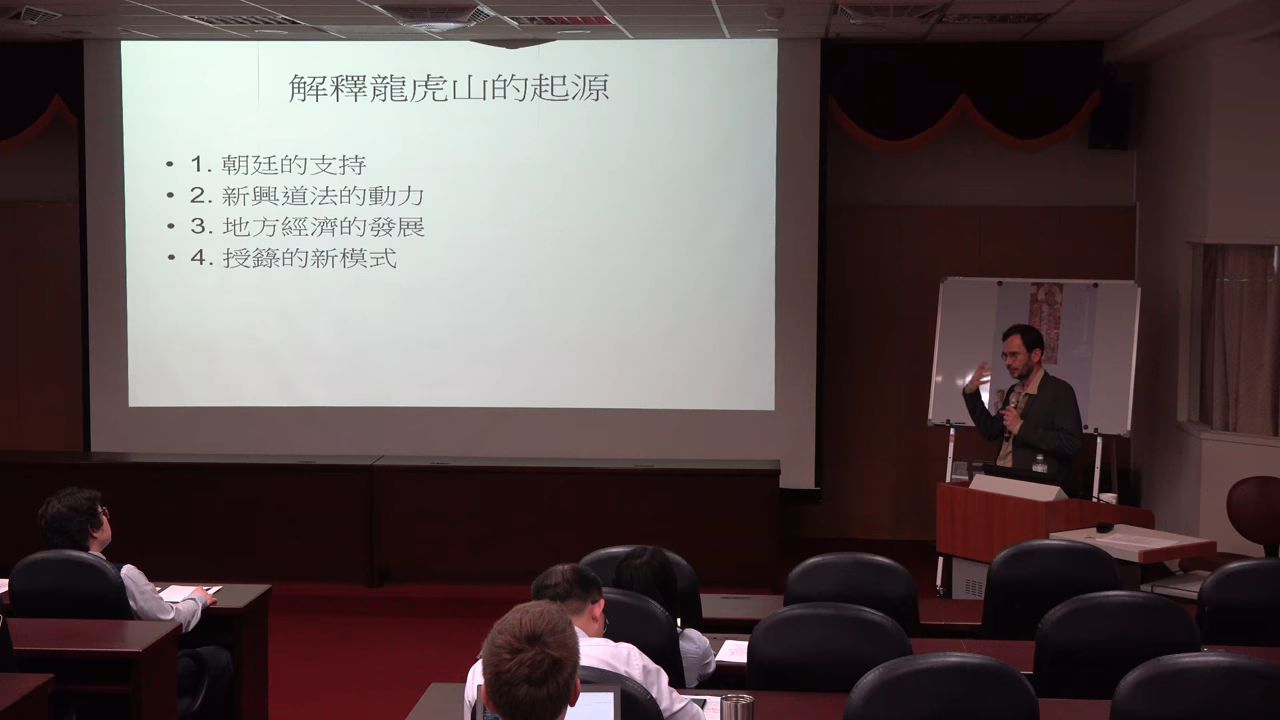 解釋龍虎山的起源
• 1. 朝廷的支持
• 2. 新興道法的動力
• 3. 地方經濟的發展
• 4. 授籙的新模式